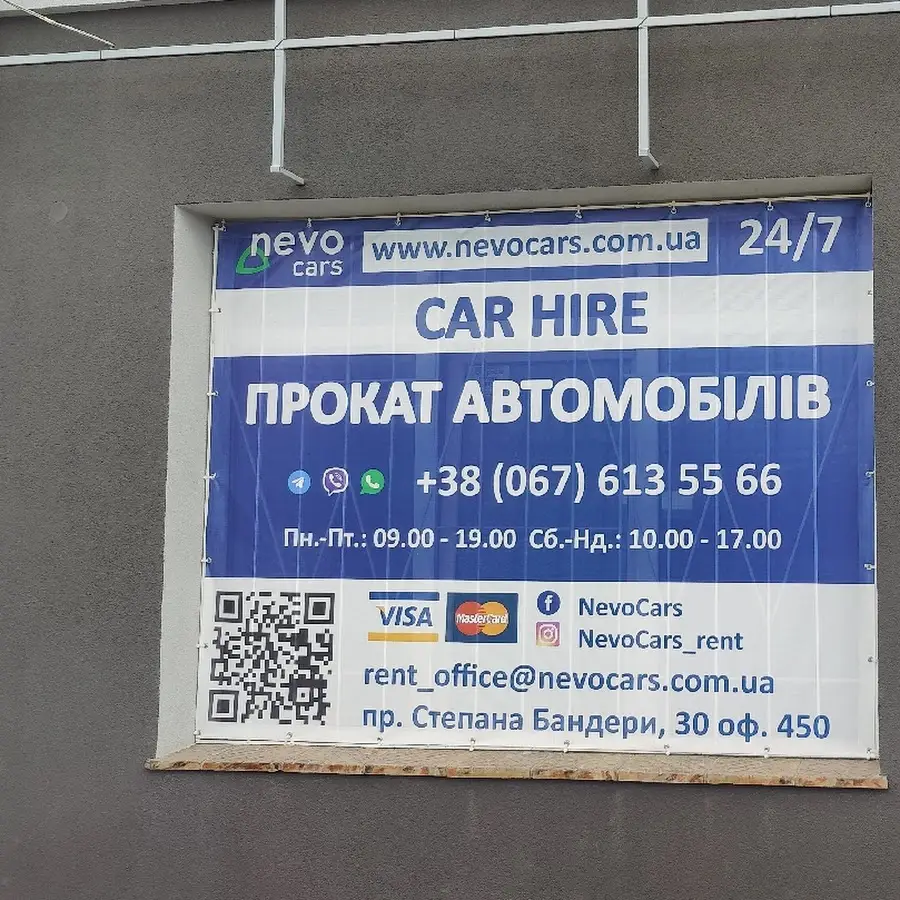 nevo cars www.nevocars.com.ua 24/7
CAR HIRE
ПРОКАТ АВТОМОБІЛІВ
+38 (067) 613 55 66
Пн.-Пт.: 09.00 - 19.00 Сб.-Нд.: 10.00 - 17.00
VISA MasterCard NevoCars
NevoCars_rent
rent_office@nevocars.com.ua
пр. Степана Бандери, 30 оф. 450